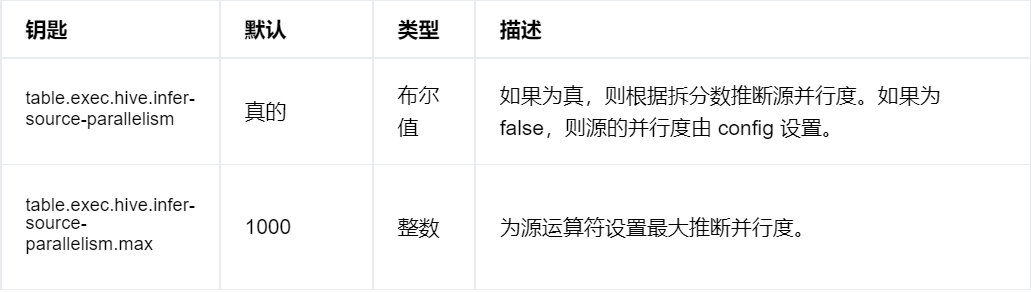 钥匙 默认 类型 描述
table.exec.hive.infer-
source-parallelism
真的
布尔
值
如果为真，则根据拆分数推断源并行度。如果为
false，则源的并行度由 config 设置。
table.exec.hive.infer-
source-
parallelism.max
1000
整数
为源运算符设置最大推断并行度。